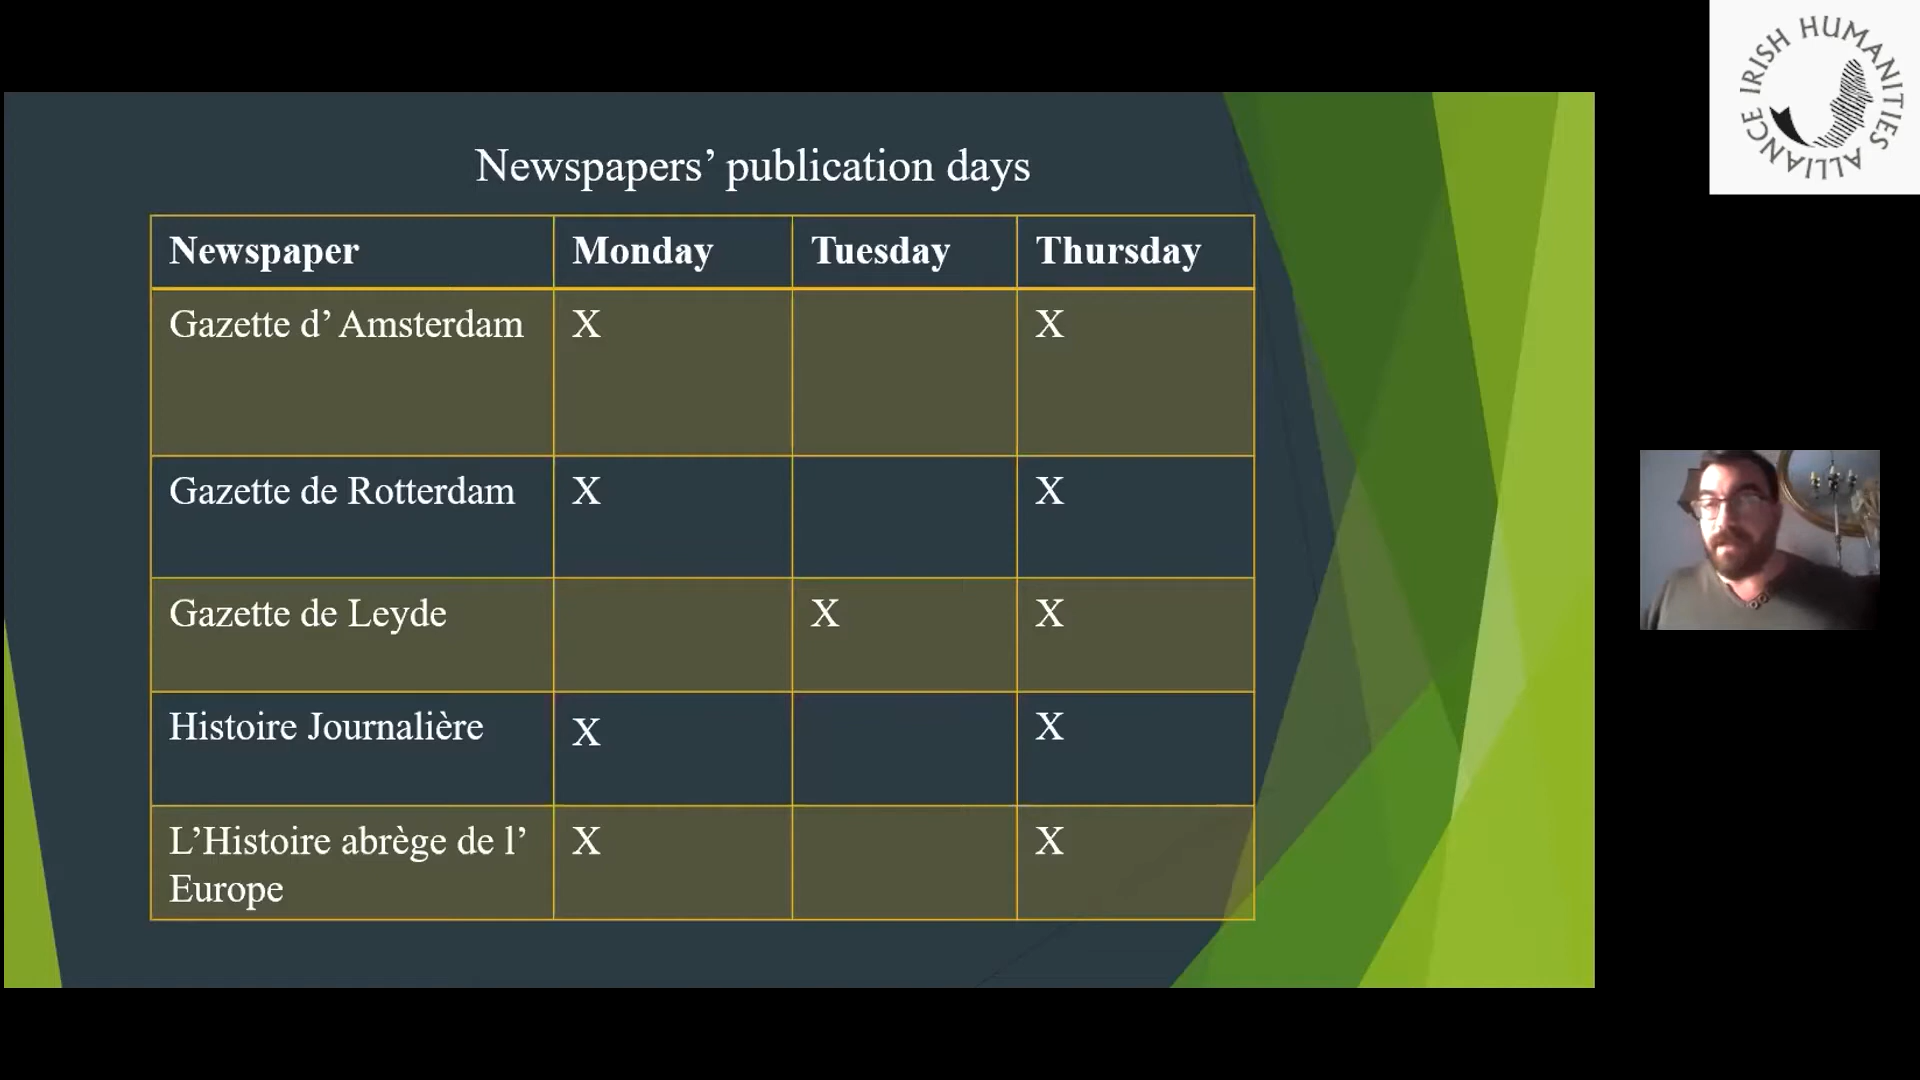 Newspapers’ publication days
Newspaper Monday Tuesday Thursday
Gazette d’ Amsterdam X X
Gazette de Rotterdam X X
Gazette de Leyde X X
Histoire Journalière X X
L’Histoire abrège de l’ X X
Europe
IRISH HUMANITIES ALLIANCE